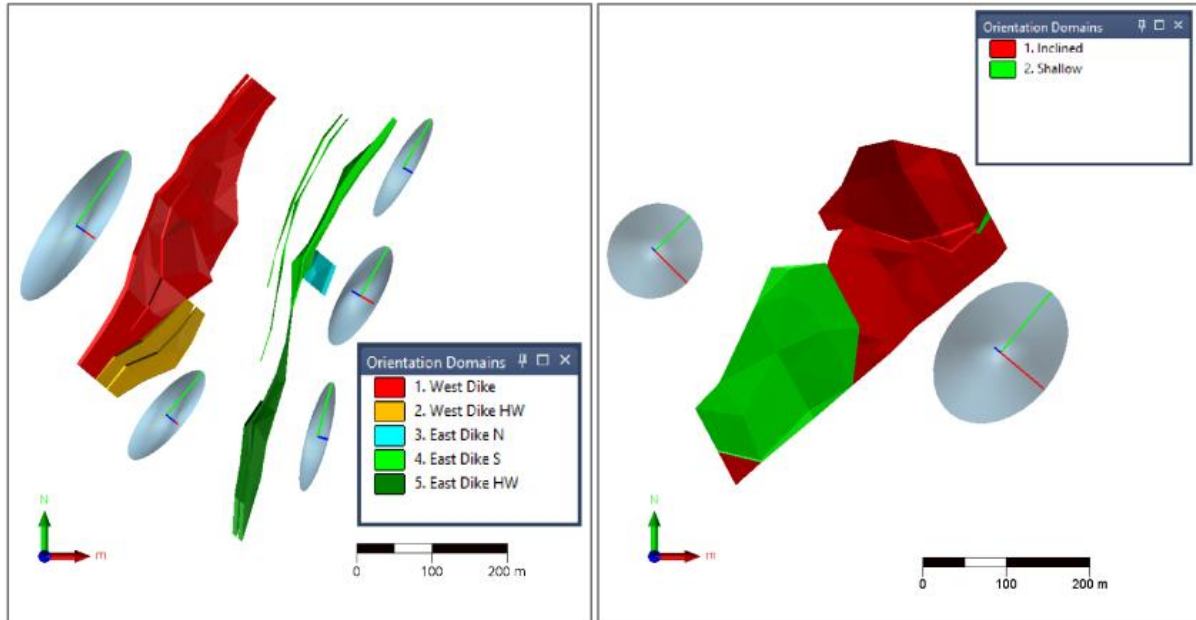 Orientation Domains
1. West Dike
2. West Dike HW
3. East Dike N
4. East Dike S
5. East Dike HW
N
m
0 100 200 m
Orientation Domains
1. Inclined
2. Shallow
N
m
0 100 200 m